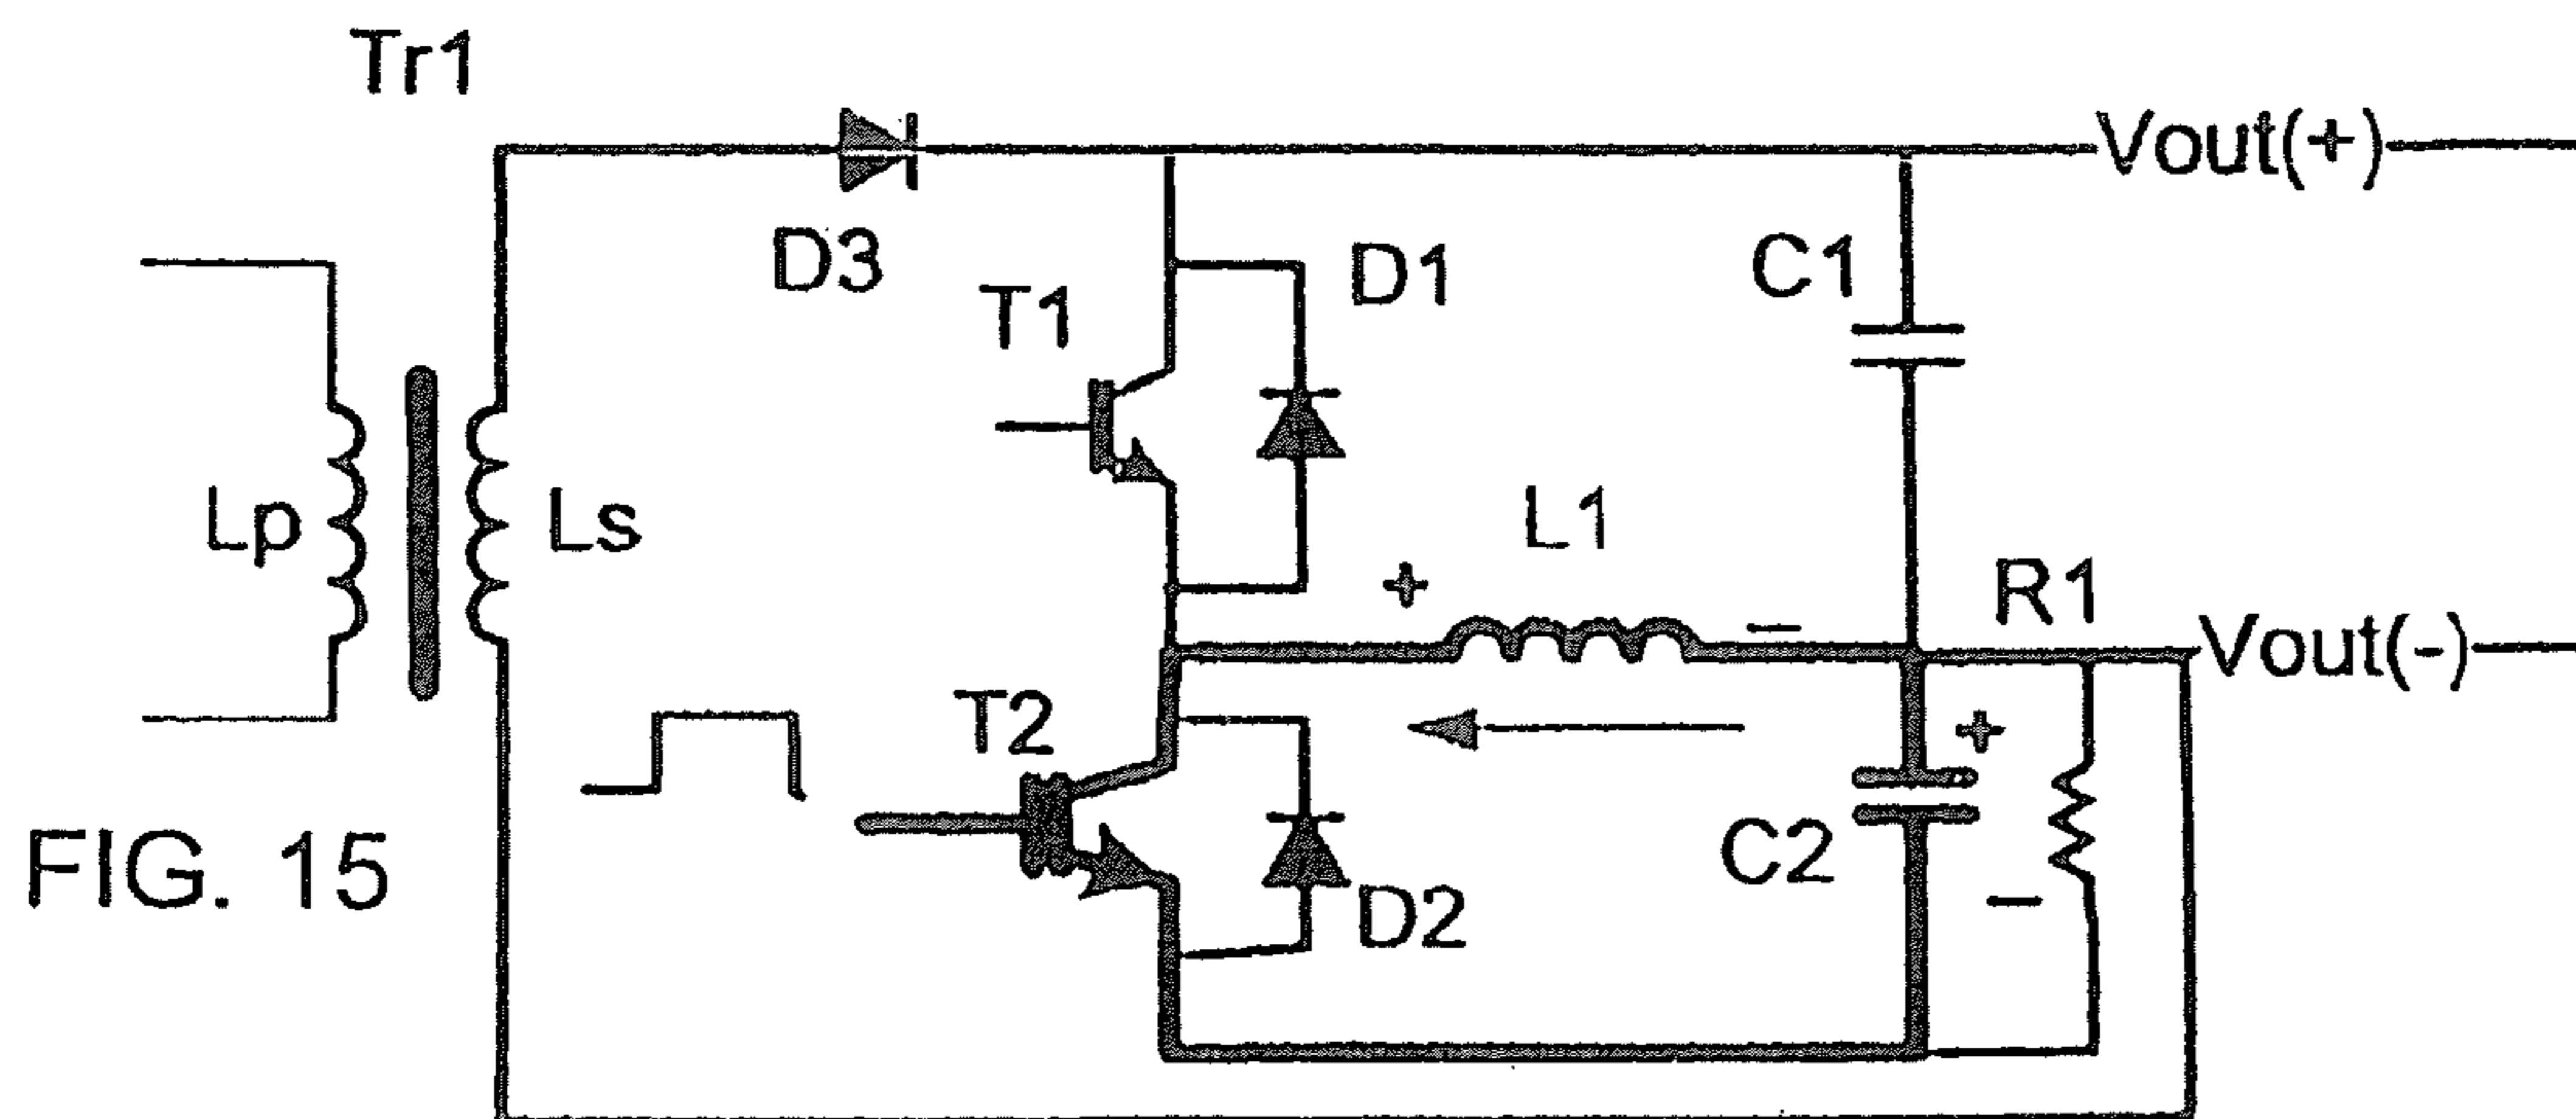 Tr1
Vout(+)
D3
D1
C1
T1
Lp
Ls
L1
+
−
R1
Vout(-)
T2
+
C2
−
D2
FIG. 15